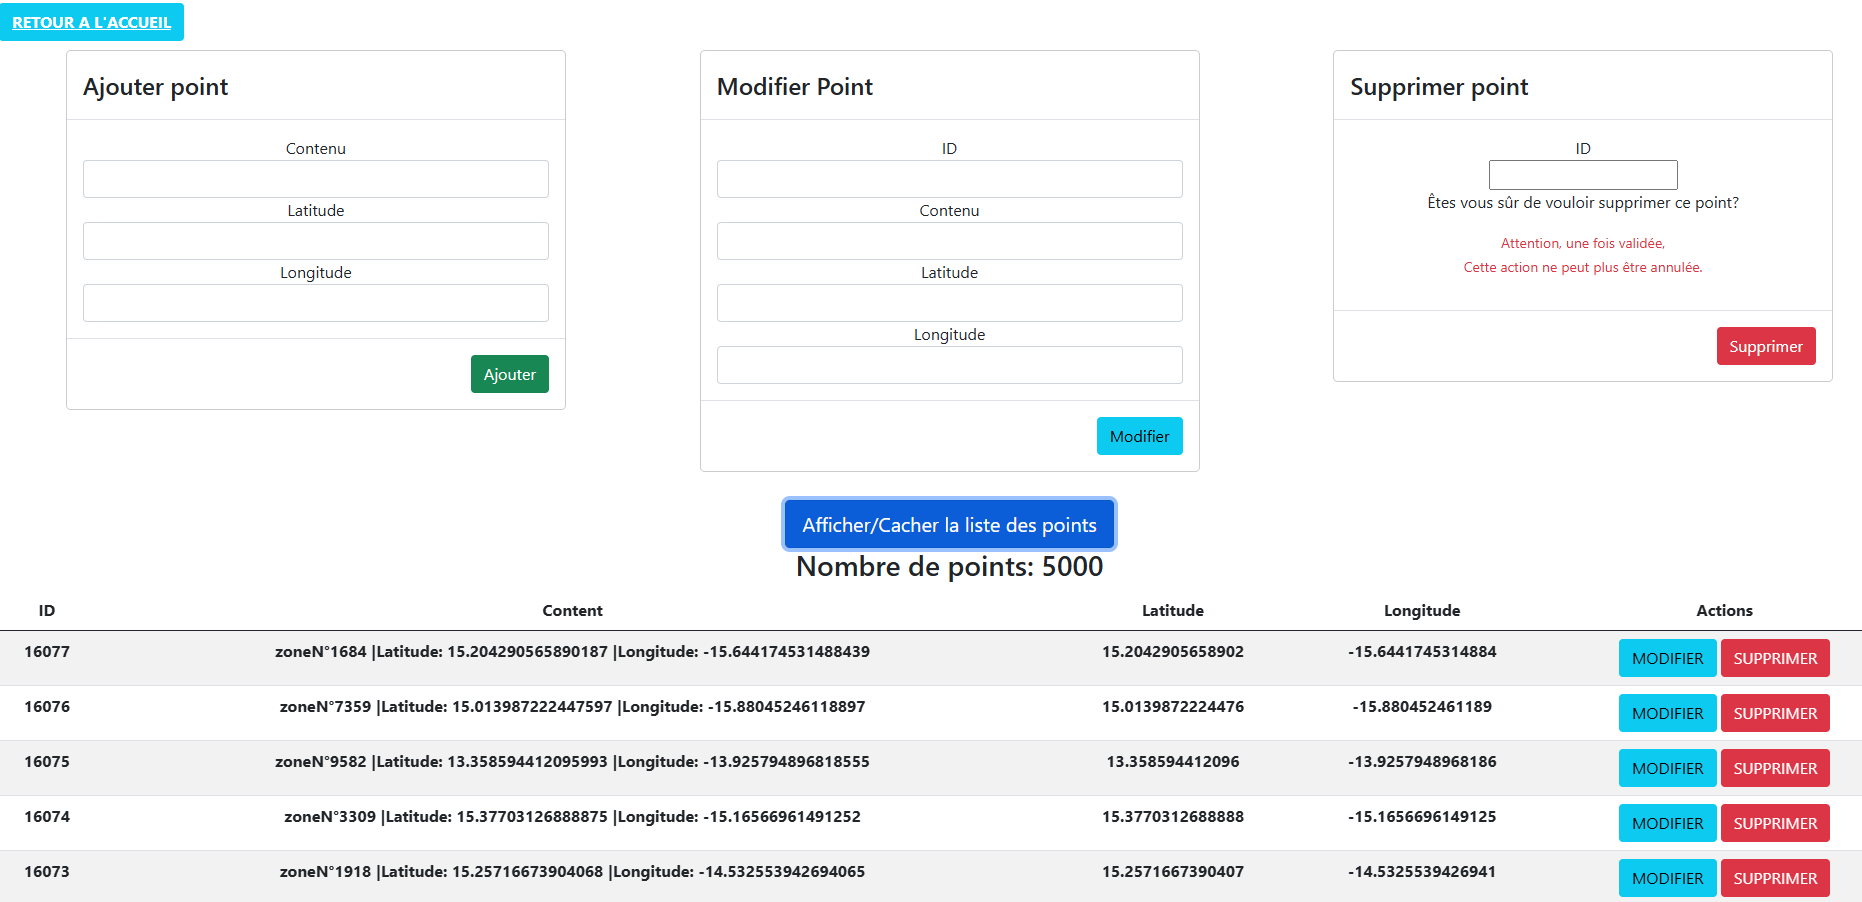 RETOUR A L'ACCUEIL
Ajouter point
Contenu
Latitude
Longitude
Ajouter
Modifier Point
ID
Contenu
Latitude
Longitude
Modifier
Supprimer point
ID
Êtes vous sûr de vouloir supprimer ce point?
Attention, une fois validée,
Cette action ne peut plus être annulée.
Supprimer
Afficher/Cacher la liste des points
Nombre de points: 5000
ID Content Latitude Longitude Actions
16077 zoneN°1684 |Latitude: 15.204290565890187 |Longitude: -15.644174531488439 15.2042905658902 -15.6441745314884 MODIFIER SUPPRIMER
16076 zoneN°7359 |Latitude: 15.013987222447597 |Longitude: -15.88045246118897 15.0139872224476 -15.880452461189 MODIFIER SUPPRIMER
16075 zoneN°9582 |Latitude: 13.358594412095993 |Longitude: -13.925794896818555 13.358594412096 -13.9257948968186 MODIFIER SUPPRIMER
16074 zoneN°3309 |Latitude: 15.37703126888875 |Longitude: -15.16566961491252 15.3770312688888 -15.1656696149125 MODIFIER SUPPRIMER
16073 zoneN°1918 |Latitude: 15.25716673904068 |Longitude: -14.532553942694065 15.2571667390407 -14.5325539426941 MODIFIER SUPPRIMER